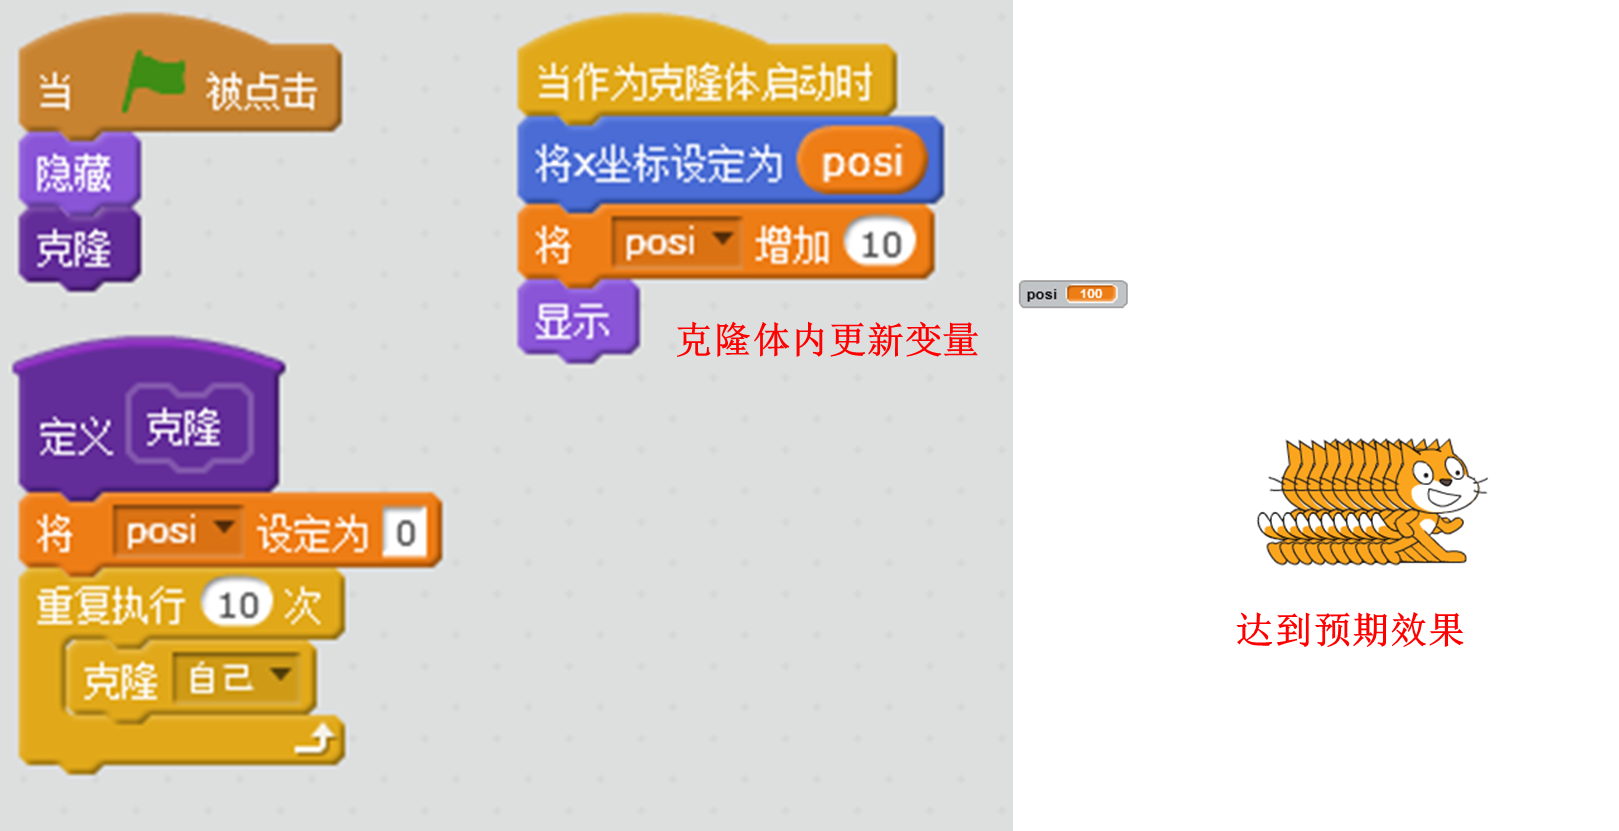 当 被点击
隐藏
克隆
定义 克隆
将 posi 设定为 0
重复执行 10 次
克隆 自己
当作为克隆体启动时
将x坐标设定为 posi
将 posi 增加 10
显示
克隆体内更新变量
posi 100
达到预期效果